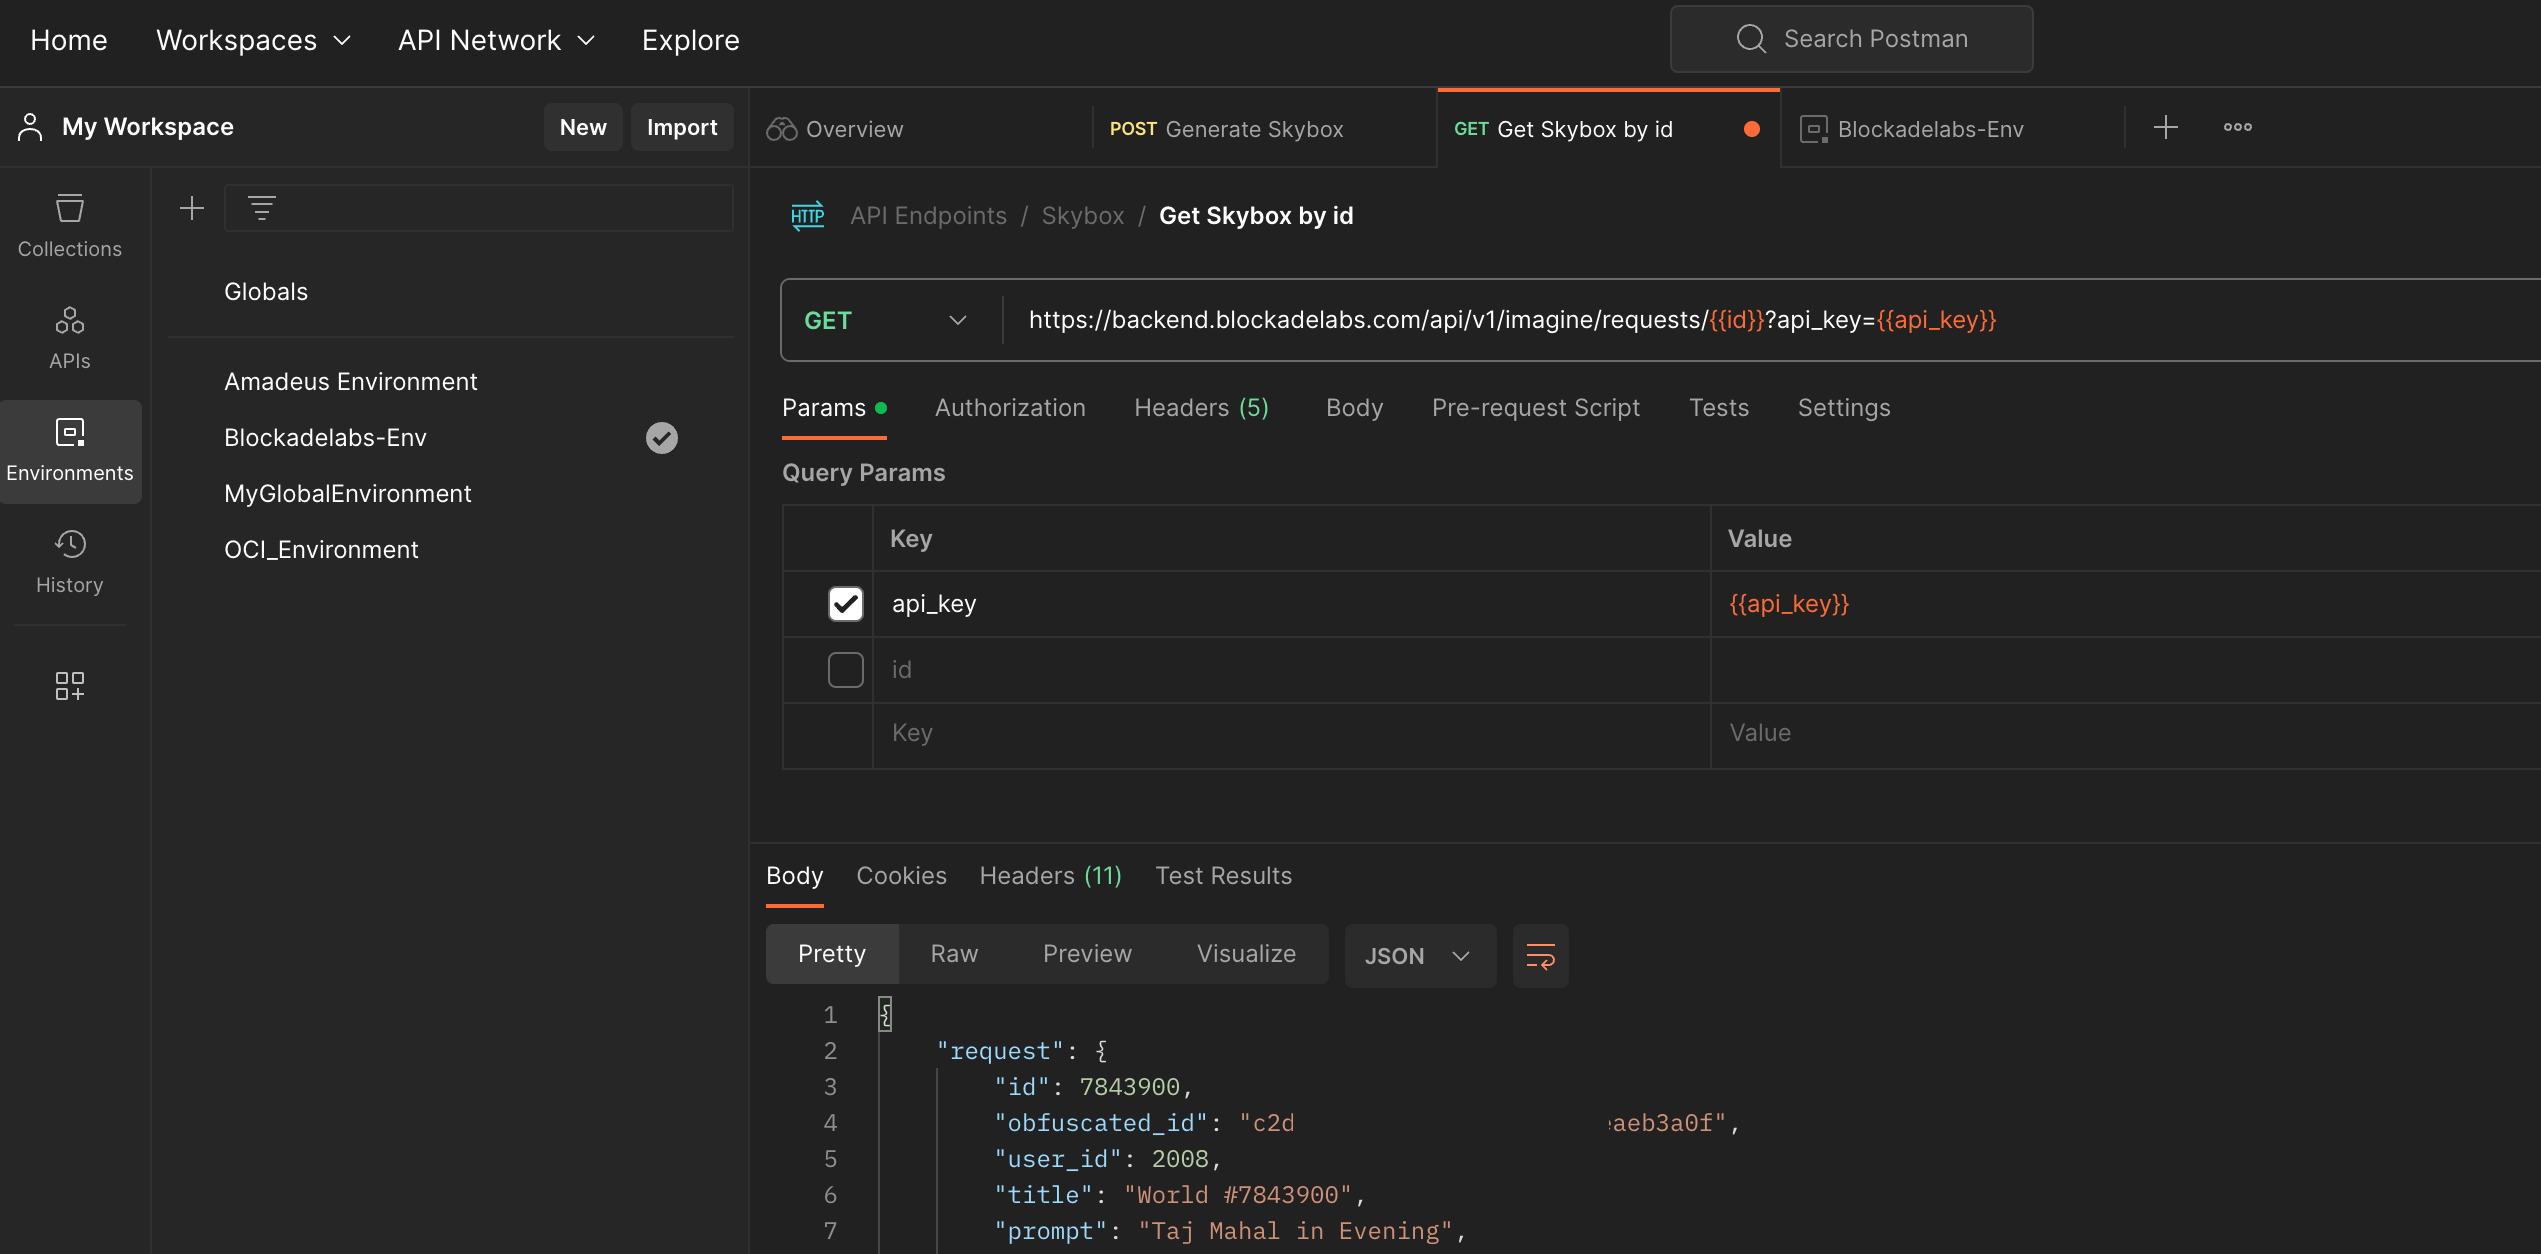 Home Workspaces API Network Explore Search Postman
My Workspace New Import Overview POST Generate Skybox GET Get Skybox by id Blockadelabs-Env
Collections
APIs
Environments
History
Globals
Amadeus Environment
Blockadelabs-Env
MyGlobalEnvironment
OCI_Environment
HTTP API Endpoints / Skybox / Get Skybox by id
GET https://backend.blockadelabs.com/api/v1/imagine/requests/{{id}}?api_key={{api_key}}
Params Authorization Headers (5) Body Pre-request Script Tests Settings
Query Params
Key Value
api_key {{api_key}}
id
Key Value
Body Cookies Headers (11) Test Results
Pretty Raw Preview Visualize JSON
1 {
2 "request": {
3 "id": 7843900,
4 "obfuscated_id": "c2d aeb3a0f",
5 "user_id": 2008,
6 "title": "World #7843900",
7 "prompt": "Taj Mahal in Evening",